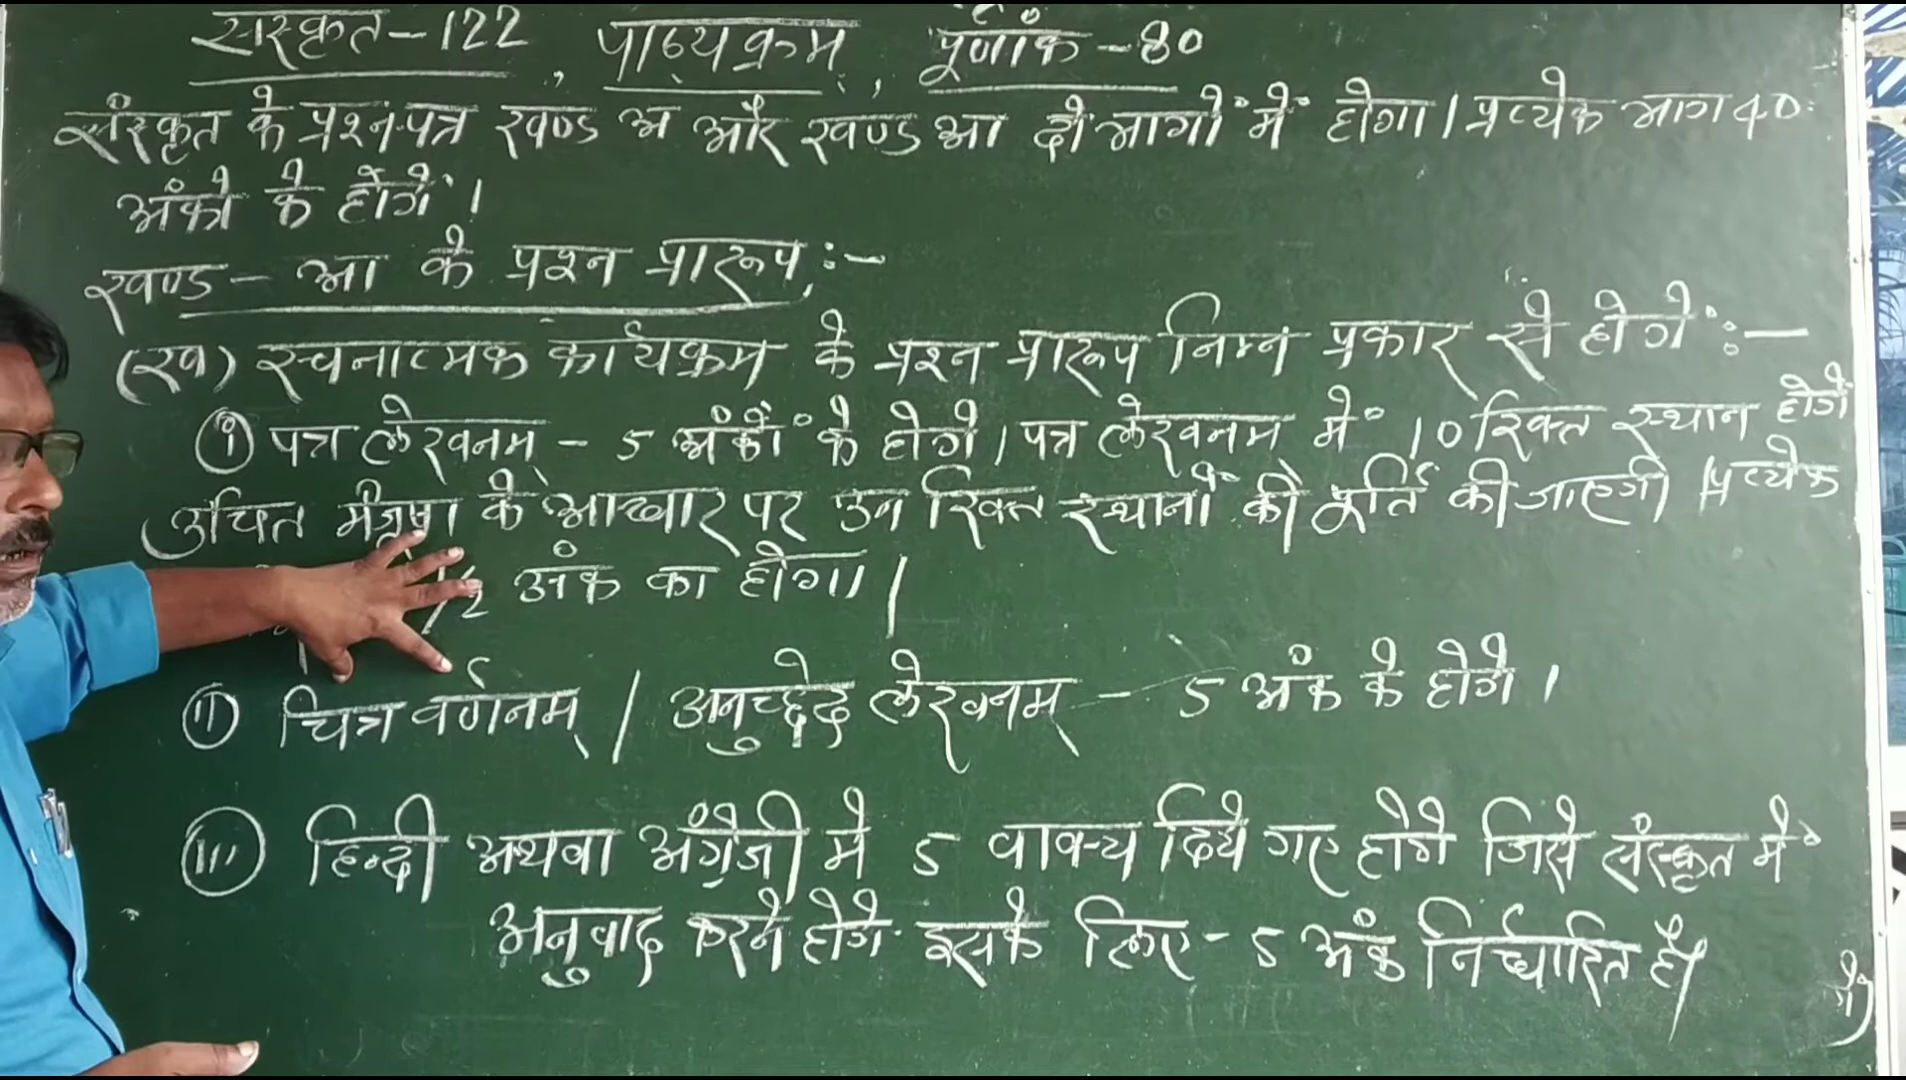 संस्कृत-122, पाठ्यक्रम, पूर्णांक-80
संस्कृत के प्रश्न-पत्र खण्ड अ और खण्ड आ दो भागों में होगा। प्रत्येक भाग 40
अंको के होगें।
खण्ड- आ के प्रश्न प्रारूप:-
(ख) रचनात्मक कार्यक्रम के प्रश्न प्रारूप निम्न प्रकार से होगे:-
(i) पत्र लेखनम - 5 अंकों के होगे। पत्र लेखनम में 10 रिक्त स्थान होगें
उचित मंजूषा के आधार पर उन रिक्त स्थानों की पूर्ति की जाएगी। प्रत्येक
1/2 अंक का होगा।
(ii) चित्र वर्णनम् / अनुच्छेद लेखनम् - 5 अंक के होगे।
(iii) हिन्दी अथवा अंग्रेजी मे 5 वाक्य दिये गए होगे जिसे संस्कृत में
अनुवाद करने होगे इसके लिए - 5 अंक निर्धारित है।